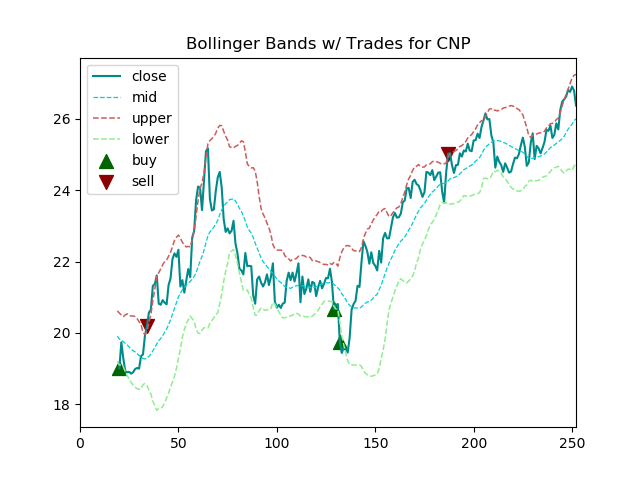 Bollinger Bands w/ Trades for CNP
close
mid
upper
lower
buy
sell
26
24
22
20
18
0 50 100 150 200 250